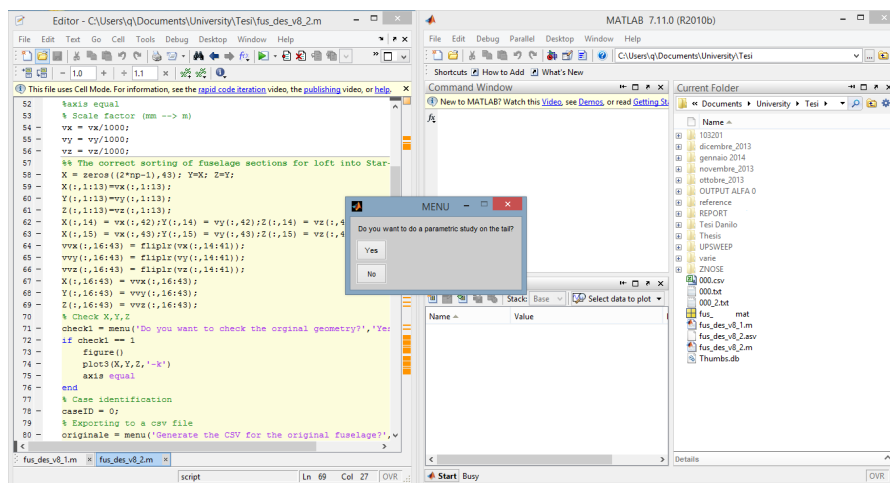 Editor - C:\Users\q\Documents\University\Tesi\fus_des_v8_2.m
File Edit Text Go Cell Tools Debug Desktop Window Help
- 1.0 + ÷ 1.1 ×
This file uses Cell Mode. For information, see the rapid code iteration video, the publishing video, or help.
52 %axis equal
53 % Scale factor (mm --> m)
54 - vx = vx/1000;
55 - vy = vy/1000;
56 - vz = vz/1000;
57 %% The correct sorting of fuselage sections for loft into Star-
58 - X = zeros((2*np-1),43); Y=X; Z=Y;
59 - X(:,1:13)=vx(:,1:13);
60 - Y(:,1:13)=vy(:,1:13);
61 - Z(:,1:13)=vz(:,1:13);
62 - X(:,14) = vx(:,42);Y(:,14) = vy(:,42);Z(:,14) = vz(:,4
63 - X(:,15) = vx(:,43);Y(:,15) = vy(:,43);Z(:,15) = vz(:,4
64 - vvx(:,16:43) = fliplr(vx(:,14:41));
65 - vvy(:,16:43) = fliplr(vy(:,14:41));
66 - vvz(:,16:43) = fliplr(vz(:,14:41));
67 - X(:,16:43) = vvx(:,16:43);
68 - Y(:,16:43) = vvy(:,16:43);
69 - Z(:,16:43) = vvz(:,16:43);
70 % Check X,Y,Z
71 - check1 = menu('Do you want to check the orginal geometry?','Yes
72 - if check1 == 1
73 - figure()
74 - plot3(X,Y,Z,'-k')
75 - axis equal
76 - end
77 % Case identification
78 - caseID = 0;
79 % Exporting to a csv file
80 - originale = menu('Generate the CSV for the original fuselage?',
fus_des_v8_1.m × fus_des_v8_2.m ×
script Ln 69 Col 27 OVR
MENU
Do you want to do a parametric study on the tail?
Yes
No
MATLAB 7.11.0 (R2010b)
File Edit Debug Parallel Desktop Window Help
C:\Users\q\Documents\University\Tesi
Shortcuts How to Add What's New
Command Window
New to MATLAB? Watch this Video, see Demos, or read Getting St
fx
Stack: Base Select data to plot
Name Value
Current Folder
« Documents ▸ University ▸ Tesi ▸
Name
103201
dicembre_2013
gennaio 2014
novembre_2013
ottobre_2013
OUTPUT ALFA 0
reference
REPORT
Tesi Danilo
Thesis
UPSWEEP
varie
ZNOSE
000.csv
000.txt
000_2.txt
fus_ mat
fus_des_v8_1.m
fus_des_v8_2.asv
fus_des_v8_2.m
Thumbs.db
Details
Start Busy
OVR